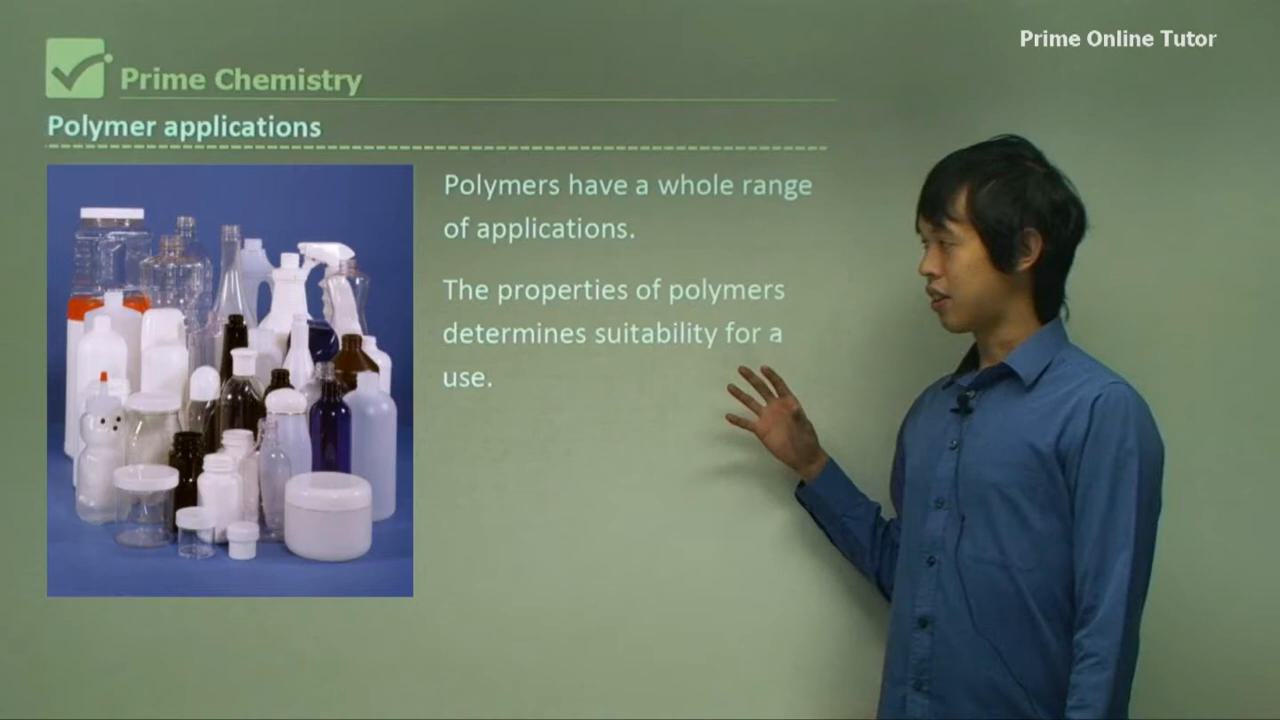 Prime Online Tutor
Prime Chemistry
Polymer applications
Polymers have a whole range
of applications.
The properties of polymers
determines suitability for a
use.